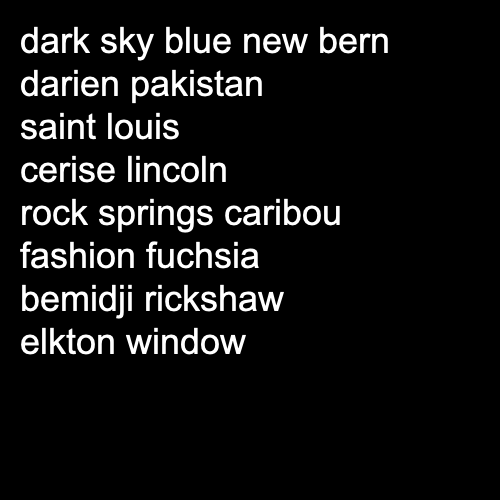 dark sky blue new bern
darien pakistan
saint louis
cerise lincoln
rock springs caribou
fashion fuchsia
bemidji rickshaw
elkton window